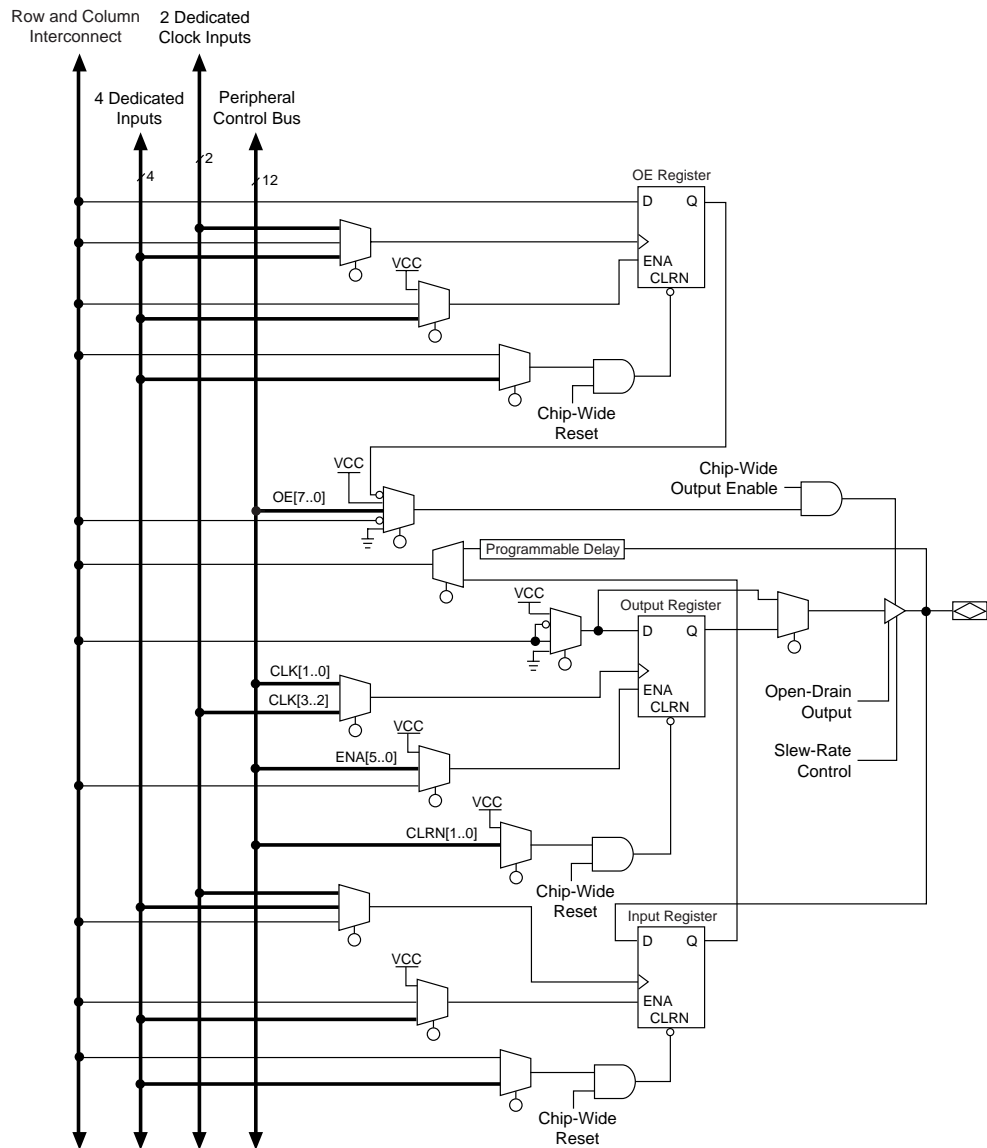 Row and Column
Interconnect
2 Dedicated
Clock Inputs
4 Dedicated
Inputs
Peripheral
Control Bus
2
4
12
OE Register
D Q
ENA
CLRN
VCC
Chip-Wide
Reset
VCC
OE[7..0]
Chip-Wide
Output Enable
Programmable Delay
VCC
Output Register
D Q
ENA
CLRN
CLK[1..0]
CLK[3..2]
Open-Drain
Output
VCC
ENA[5..0]
Slew-Rate
Control
VCC
CLRN[1..0]
Chip-Wide
Reset
Input Register
D Q
ENA
CLRN
VCC
Chip-Wide
Reset